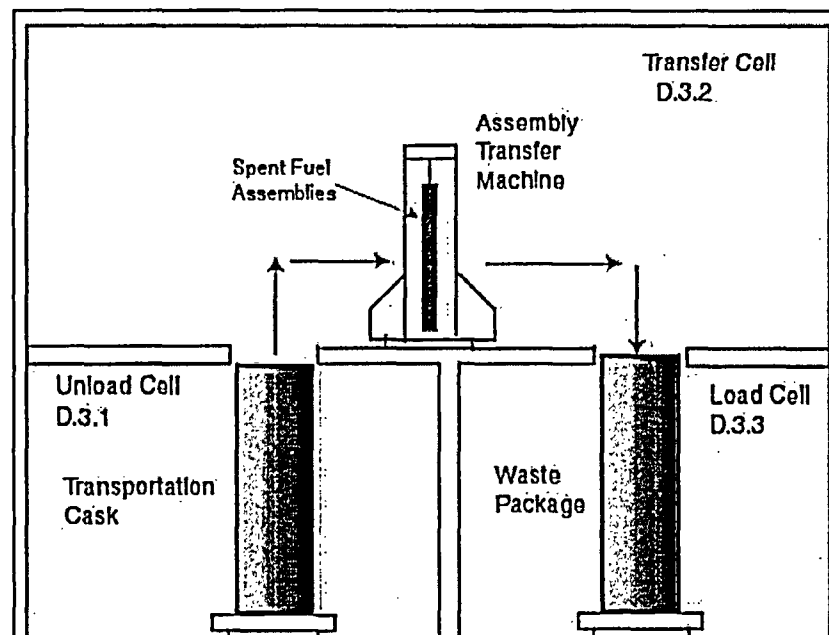 Transfer Cell
D.3.2
Assembly
Transfer
Machine
Spent Fuel
Assemblies
Unload Cell
D.3.1
Transportation
Cask
Load Cell
D.3.3
Waste
Package